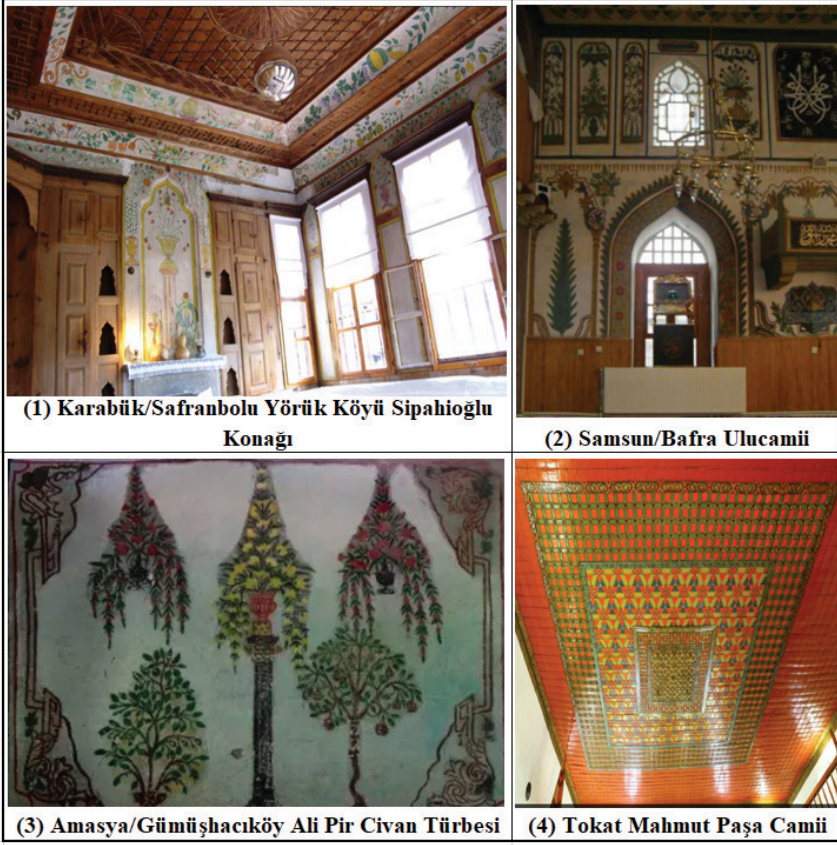 (1) Karabük/Safranbolu Yörük Köyü Sipahioğlu
Konağı
(2) Samsun/Bafra Ulucamii
(3) Amasya/Gümüşhacıköy Ali Pir Civan Türbesi
(4) Tokat Mahmut Paşa Camii